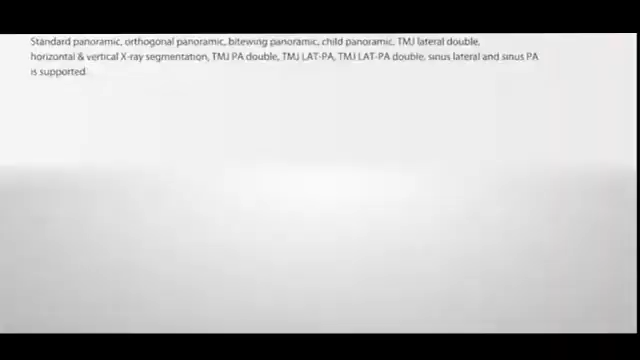 Standard panoramic, orthogonal panoramic, bitewing panoramic, child panoramic, TMJ lateral double,
horizontal & vertical X-ray segmentation, TMJ PA double, TMJ LAT-PA, TMJ LAT-PA double, sinus lateral and sinus PA
is supported.